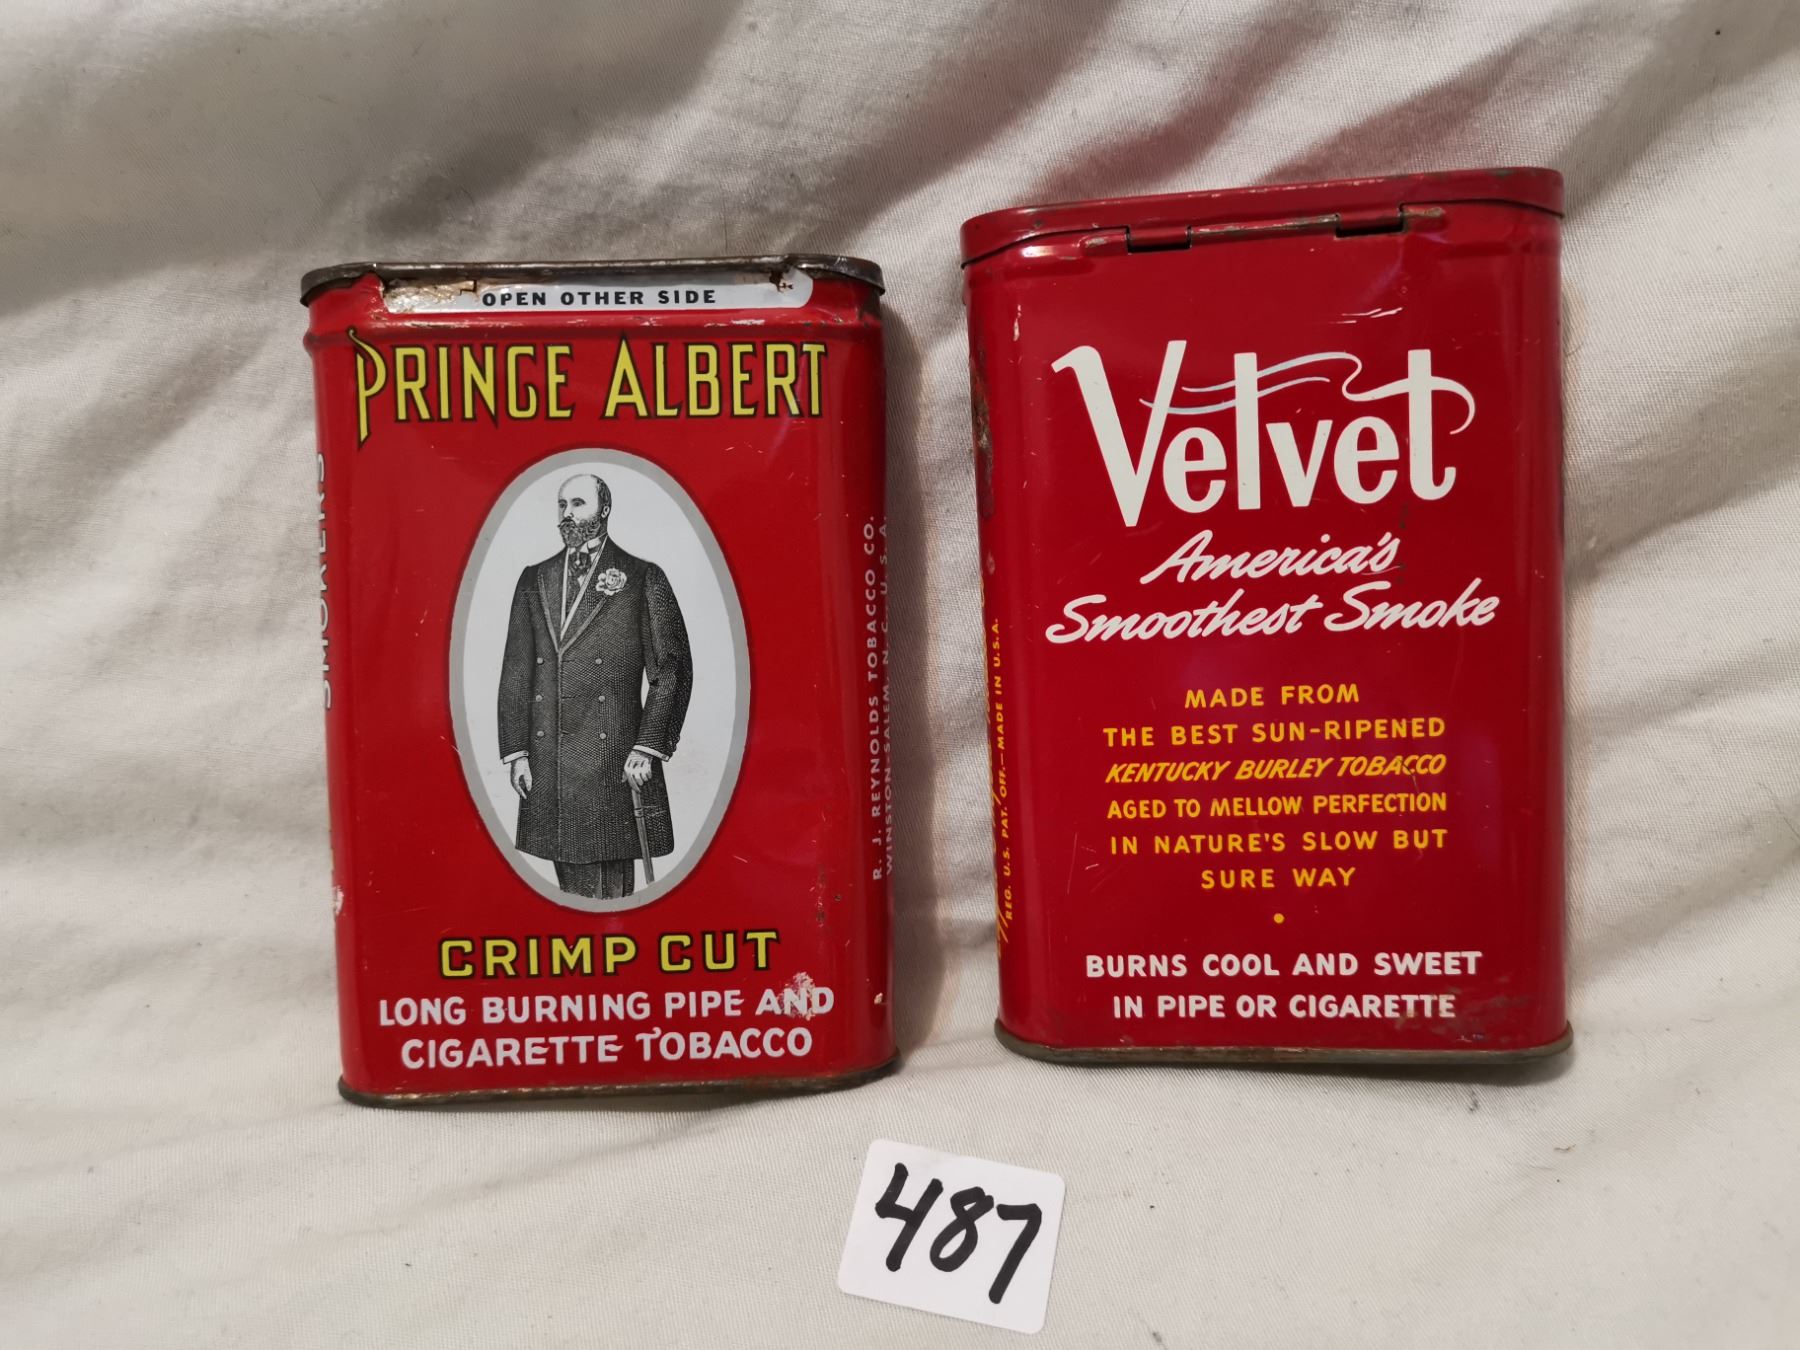 OPEN OTHER SIDE
PRINCE ALBERT
CRIMP CUT
LONG BURNING PIPE AND
CIGARETTE TOBACCO
SMOKERS
R. J. REYNOLDS TOBACCO CO.
WINSTON-SALEM, N. C., U. S. A.
Velvet
America's
Smoothest Smoke
MADE FROM
THE BEST SUN-RIPENED
KENTUCKY BURLEY TOBACCO
AGED TO MELLOW PERFECTION
IN NATURE'S SLOW BUT
SURE WAY
•
BURNS COOL AND SWEET
IN PIPE OR CIGARETTE
REG. U.S. PAT. OFF.—MADE IN U.S.A.
487